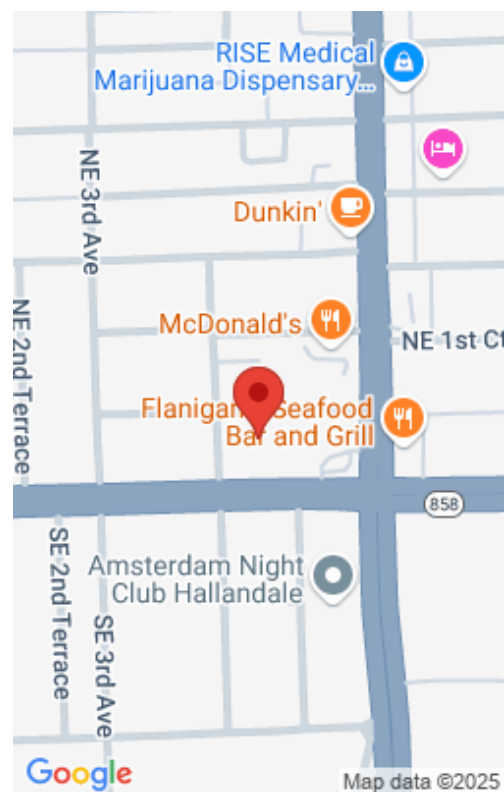 RISE Medical
Marijuana Dispensary...
NE 3rd Ave
Dunkin'
NE 2nd Terrace
McDonald's
NE 1st Ct
Seafood
Bar and Grill
858
Amsterdam Night
Club Hallandale
SE 2nd Terrace
SE 3rd Ave
Google
Map data ©2025